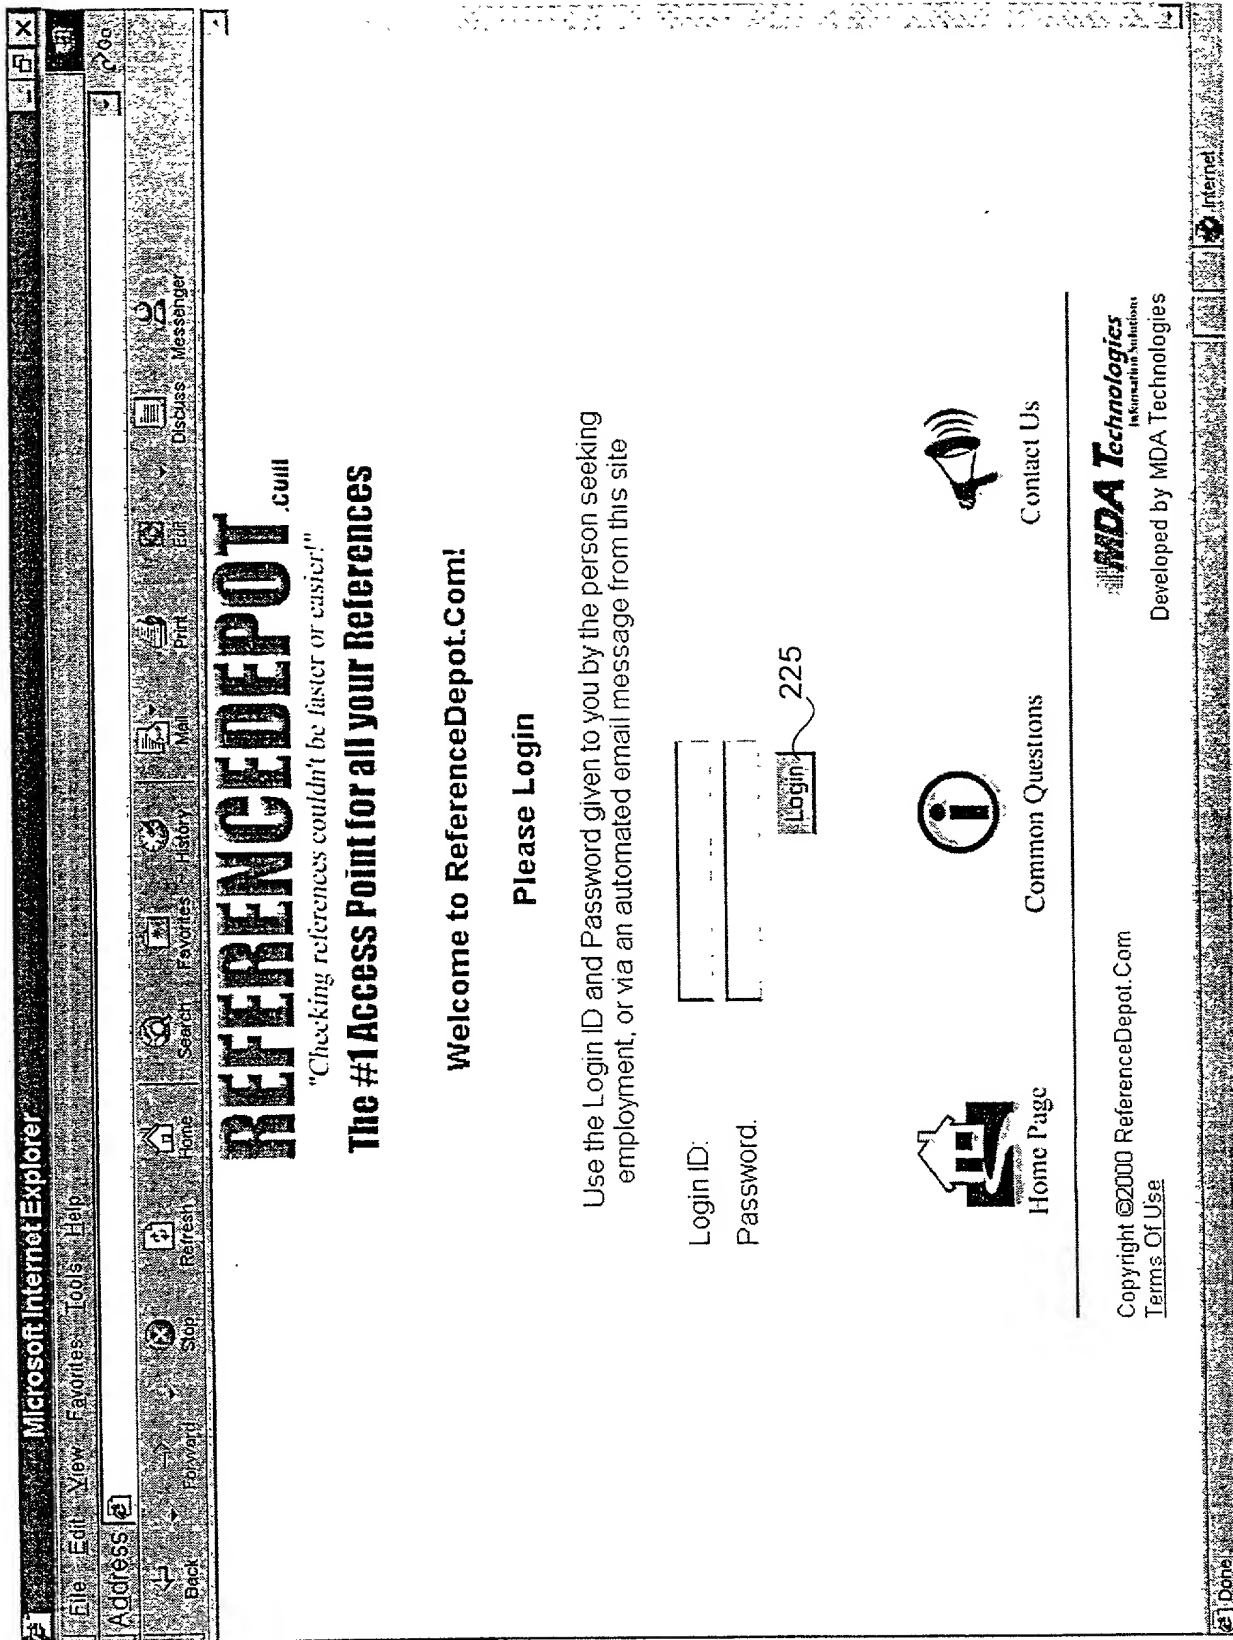 Microsoft Internet Explorer
File Edit View Favorites Tools Help
Address Go
Back Forward Stop Refresh Home Search Favorites History Mail Print Edit Discuss Messenger
REFERENCEDEPOT.com
"Checking references couldn't be faster or easier!"
The #1 Access Point for all your References
Welcome to ReferenceDepot.Com!
Please Login
Use the Login ID and Password given to you by the person seeking
employment, or via an automated email message from this site
Login ID:
Password.
Login 225
Home Page Common Questions Contact Us
Copyright ©2000 ReferenceDepot.Com
Terms Of Use
MDA Technologies
Information Solutions
Developed by MDA Technologies
Done Internet